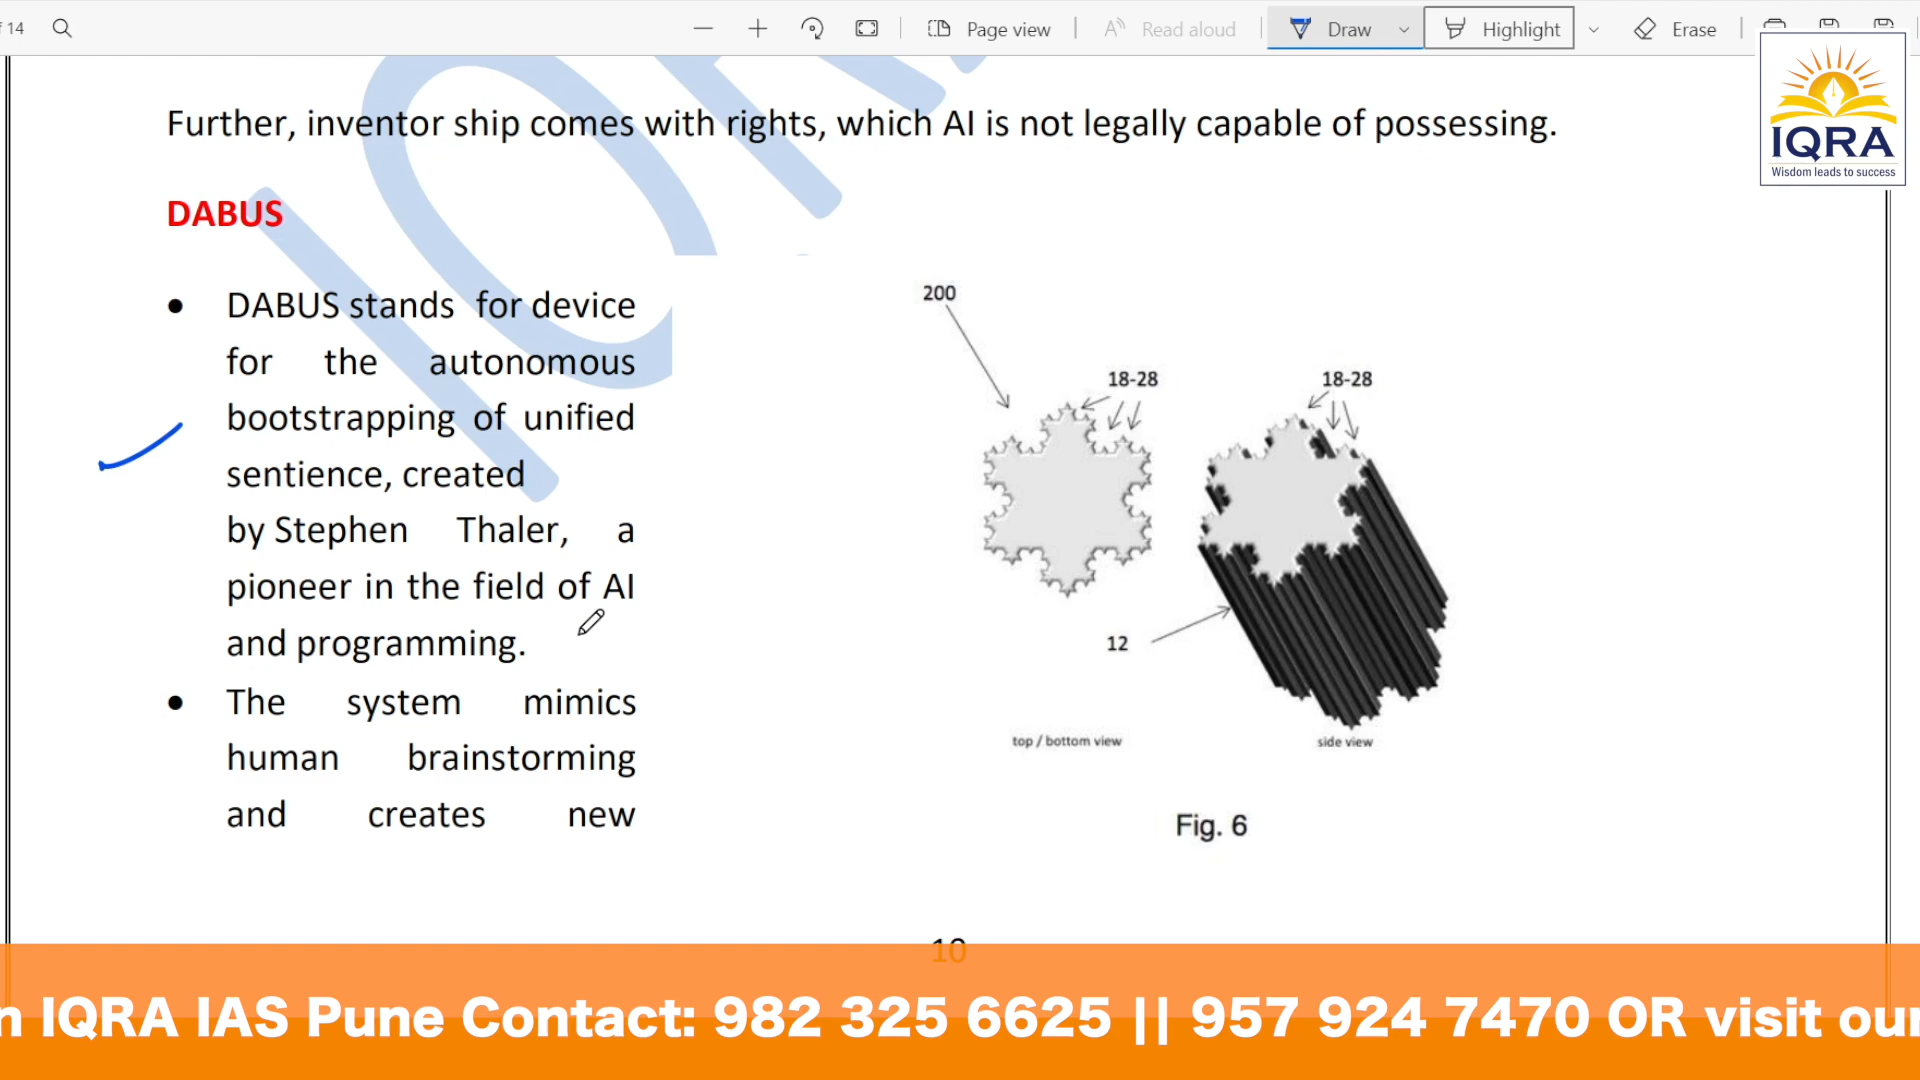 f 14
Page view
Read aloud
Draw
Highlight
Erase
IQRA
Wisdom leads to success
Further, inventor ship comes with rights, which AI is not legally capable of possessing.
DABUS
• DABUS stands for device
for the autonomous
bootstrapping of unified
sentience, created
by Stephen Thaler, a
pioneer in the field of AI
and programming.
• The system mimics
human brainstorming
and creates new
200
18-28
18-28
12
top / bottom view
side view
Fig. 6
10
n IQRA IAS Pune Contact: 982 325 6625 || 957 924 7470 OR visit our